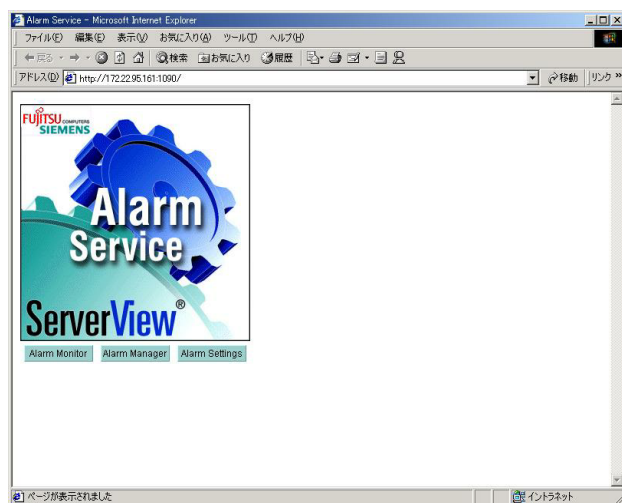 Alarm Service - Microsoft Internet Explorer
ファイル(F) 編集(E) 表示(V) お気に入り(A) ツール(T) ヘルプ(H)
戻る 検索 お気に入り 履歴
アドレス(D) http://172.22.95.161:1090/ 移動 リンク »
FUJITSU COMPUTERS
SIEMENS
Alarm
Service
ServerView®
Alarm Monitor Alarm Manager Alarm Settings
ページが表示されました イントラネット